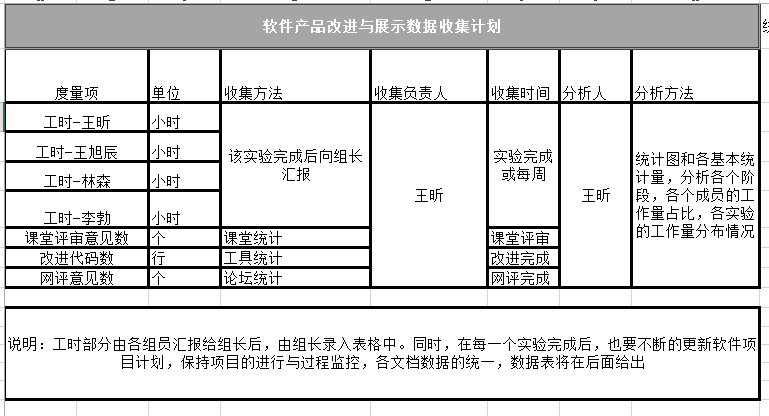 软件产品改进与展示数据收集计划
度量项 单位 收集方法 收集负责人 收集时间 分析人 分析方法
工时-王昕 小时
工时-王旭辰 小时
工时-林森 小时
工时-李勃 小时
该实验完成后向组长
汇报
王昕
实验完成
或每周
王昕
统计图和各基本统
计量，分析各个阶
段，各个成员的工
作量占比，各实验
的工作量分布情况
课堂评审意见数 个 课堂统计 课堂评审
改进代码数 行 工具统计 改进完成
网评意见数 个 论坛统计 网评完成
说明：工时部分由各组员汇报给组长后，由组长录入表格中。同时，在每一个实验完成后，也要不断的更新软件项
目计划，保持项目的进行与过程监控，各文档数据的统一，数据表将在后面给出